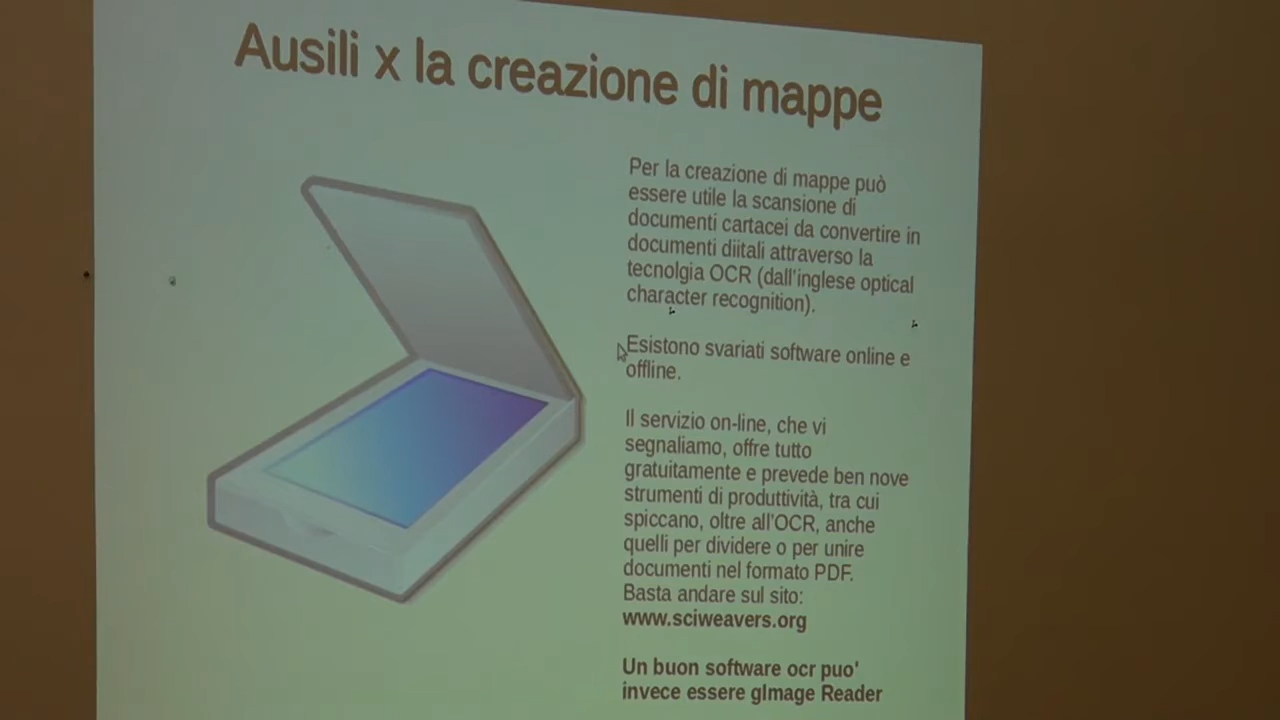 Ausili x la creazione di mappe
Per la creazione di mappe può
essere utile la scansione di
documenti cartacei da convertire in
documenti diitali attraverso la
tecnolgia OCR (dall'inglese optical
character recognition).
Esistono svariati software online e
offline.
Il servizio on-line, che vi
segnaliamo, offre tutto
gratuitamente e prevede ben nove
strumenti di produttività, tra cui
spiccano, oltre all'OCR, anche
quelli per dividere o per unire
documenti nel formato PDF.
Basta andare sul sito:
www.sciweavers.org
Un buon software ocr puo'
invece essere gImage Reader